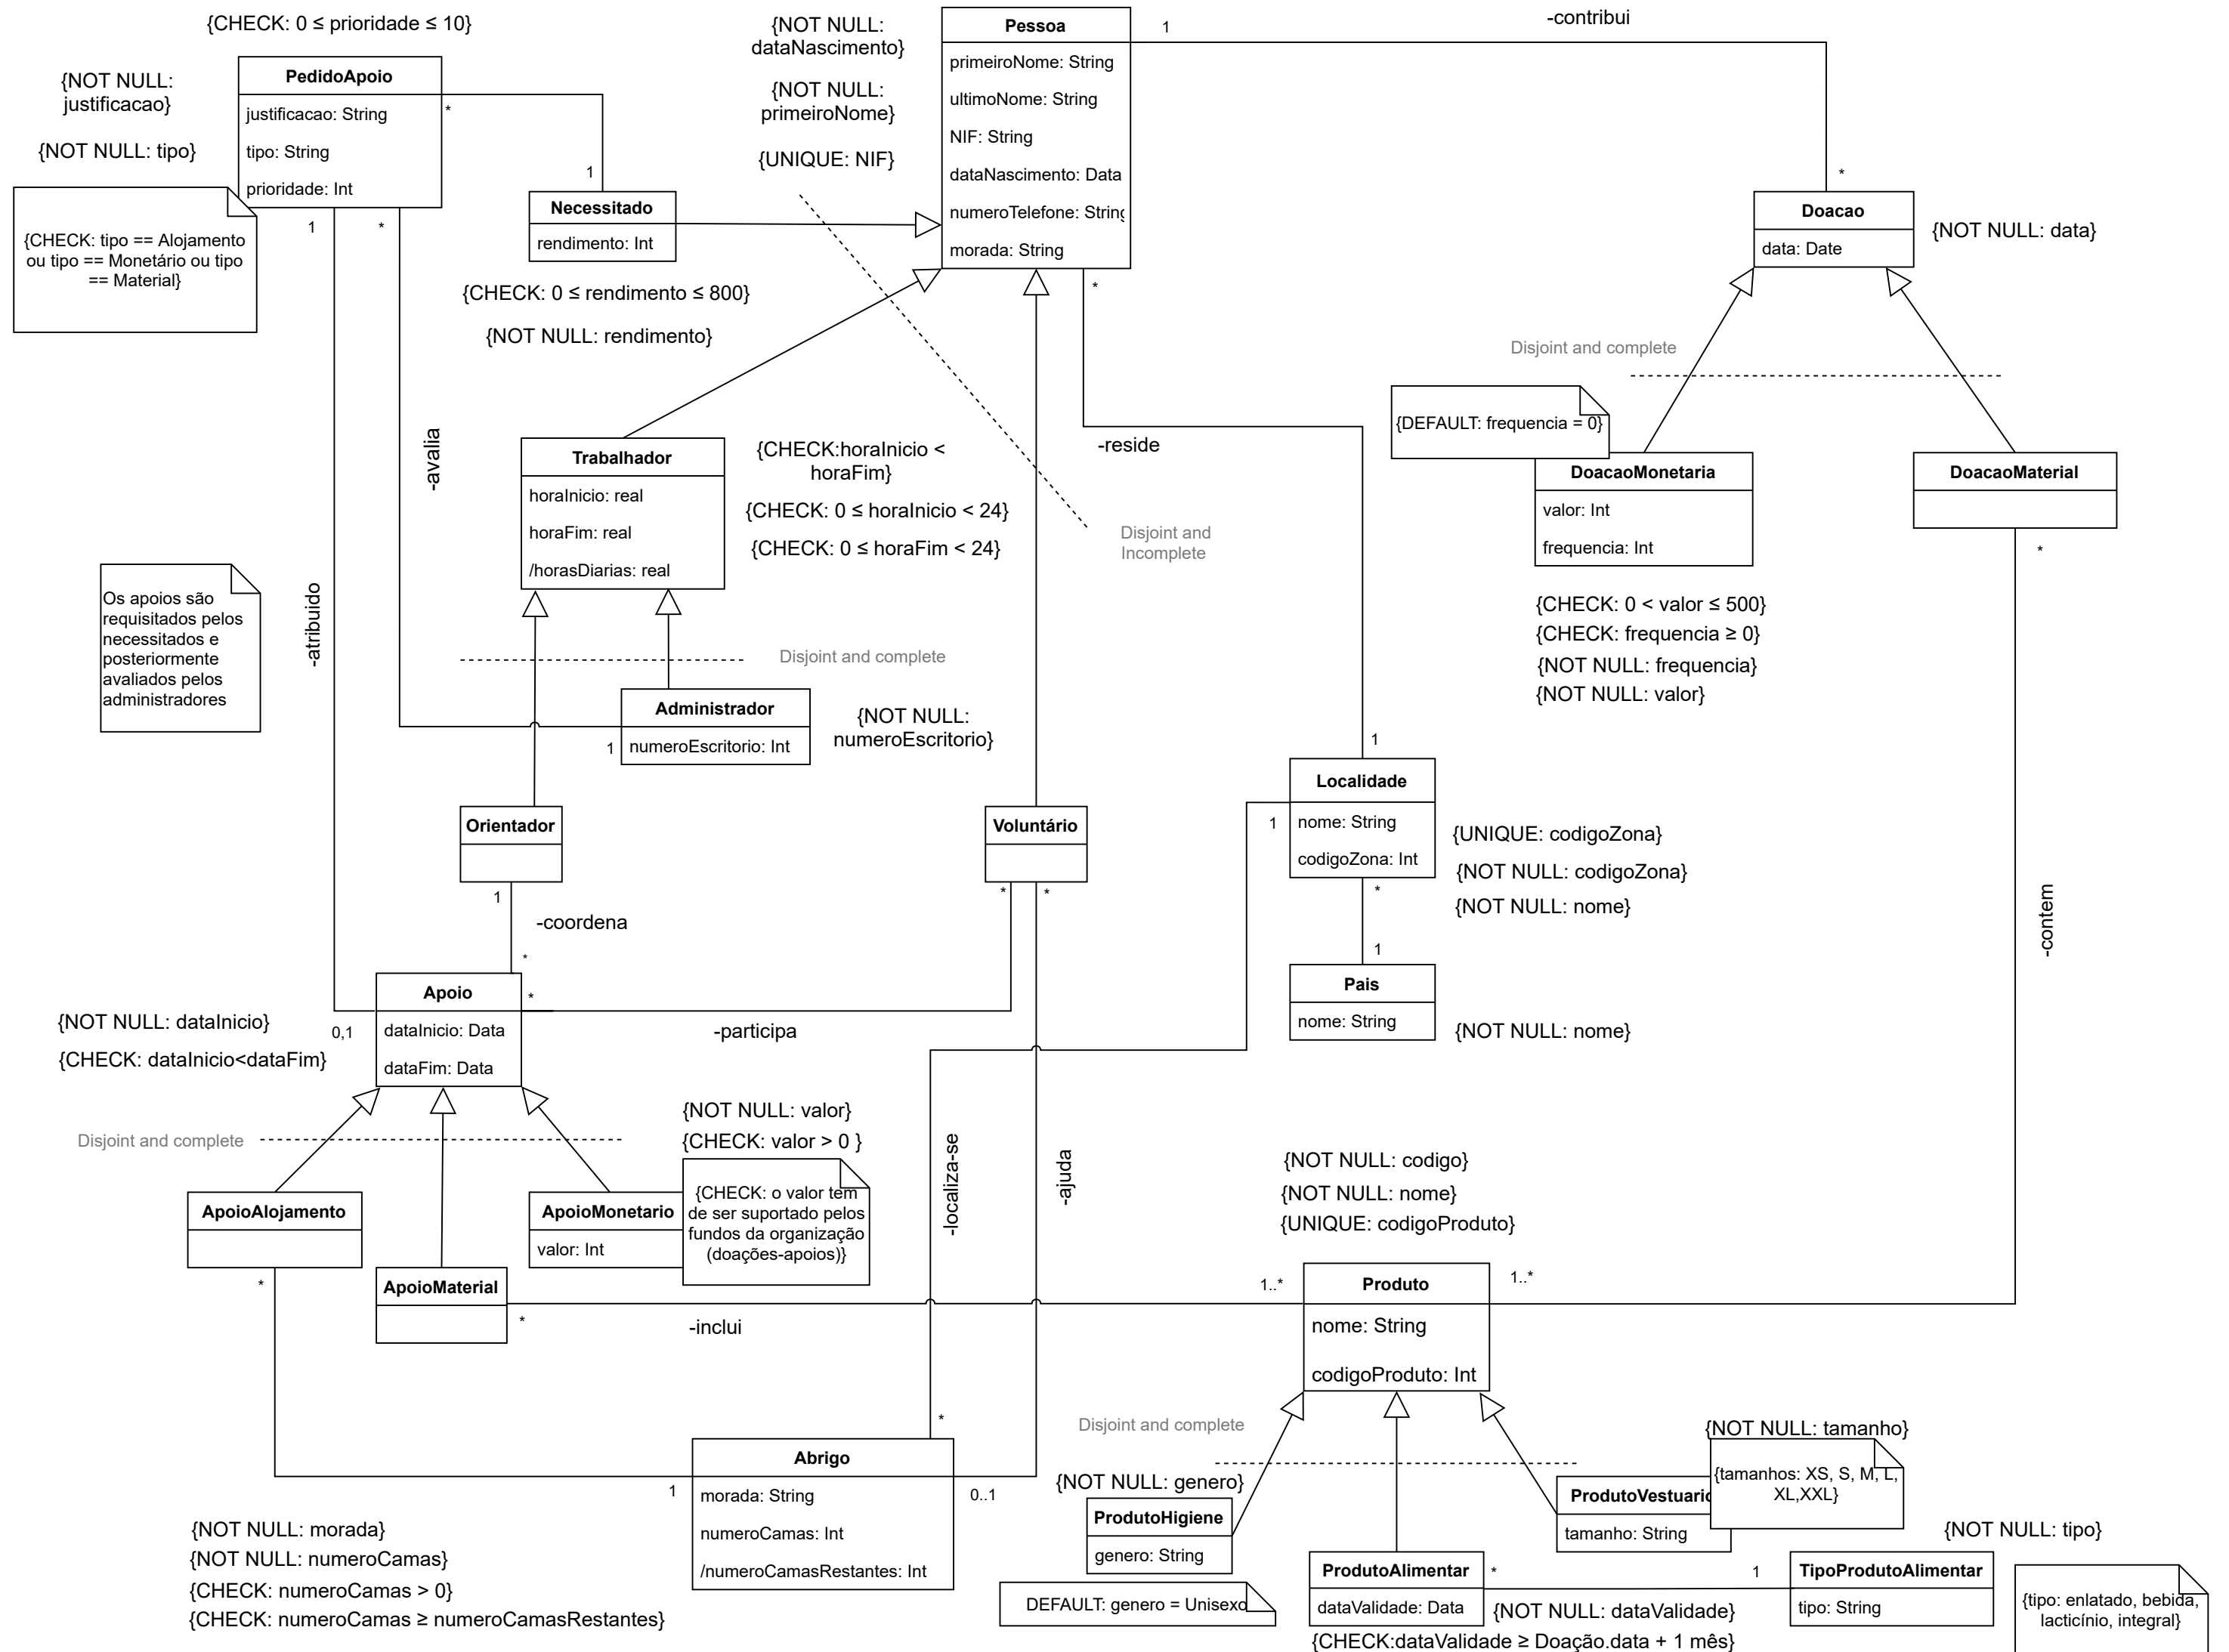 {CHECK: 0 ≤ prioridade ≤ 10}
PedidoApoio
justificacao: String
tipo: String
prioridade: Int
{NOT NULL:
justificacao}
{NOT NULL: tipo}
{CHECK: tipo == Alojamento
ou tipo == Monetário ou tipo
== Material}
*
1
1
*
Necessitado
rendimento: Int
{CHECK: 0 ≤ rendimento ≤ 800}
{NOT NULL: rendimento}
{NOT NULL:
dataNascimento}
{NOT NULL:
primeiroNome}
{UNIQUE: NIF}
Pessoa
primeiroNome: String
ultimoNome: String
NIF: String
dataNascimento: Data
numeroTelefone: String
morada: String
1
-contribui
*
*
Doacao
data: Date
{NOT NULL: data}
Disjoint and complete
{DEFAULT: frequencia = 0}
DoacaoMonetaria
valor: Int
frequencia: Int
DoacaoMaterial
*
{CHECK: 0 < valor ≤ 500}
{CHECK: frequencia ≥ 0}
{NOT NULL: frequencia}
{NOT NULL: valor}
-avalia
Trabalhador
horaInicio: real
horaFim: real
/horasDiarias: real
{CHECK:horaInicio <
horaFim}
{CHECK: 0 ≤ horaInicio < 24}
{CHECK: 0 ≤ horaFim < 24}
-reside
Disjoint and
Incomplete
Os apoios são
requisitados pelos
necessitados e
posteriormente
avaliados pelos
administradores
-atribuido
Disjoint and complete
Administrador
numeroEscritorio: Int
1
{NOT NULL:
numeroEscritorio}
1
Localidade
nome: String
codigoZona: Int
1
{UNIQUE: codigoZona}
{NOT NULL: codigoZona}
{NOT NULL: nome}
*
1
Pais
nome: String
{NOT NULL: nome}
Orientador
1
-coordena
*
Voluntário
*
*
-contem
Apoio
dataInicio: Data
dataFim: Data
*
0,1
-participa
{NOT NULL: dataInicio}
{CHECK: dataInicio<dataFim}
Disjoint and complete
{NOT NULL: valor}
{CHECK: valor > 0 }
{CHECK: o valor tem
de ser suportado pelos
fundos da organização
(doações-apoios)}
ApoioAlojamento
*
ApoioMonetario
valor: Int
ApoioMaterial
*
-inclui
-localiza-se
-ajuda
{NOT NULL: codigo}
{NOT NULL: nome}
{UNIQUE: codigoProduto}
1..*
Produto
nome: String
codigoProduto: Int
1..*
*
Abrigo
morada: String
numeroCamas: Int
/numeroCamasRestantes: Int
1
0..1
{NOT NULL: morada}
{NOT NULL: numeroCamas}
{CHECK: numeroCamas > 0}
{CHECK: numeroCamas ≥ numeroCamasRestantes}
Disjoint and complete
{NOT NULL: genero}
ProdutoHigiene
genero: String
DEFAULT: genero = Unisexo
{NOT NULL: tamanho}
{tamanhos: XS, S, M, L,
XL,XXL}
ProdutoVestuario
tamanho: String
ProdutoAlimentar
dataValidade: Data
*
1
{NOT NULL: dataValidade}
{CHECK:dataValidade ≥ Doação.data + 1 mês}
TipoProdutoAlimentar
tipo: String
{NOT NULL: tipo}
{tipo: enlatado, bebida,
lacticínio, integral}